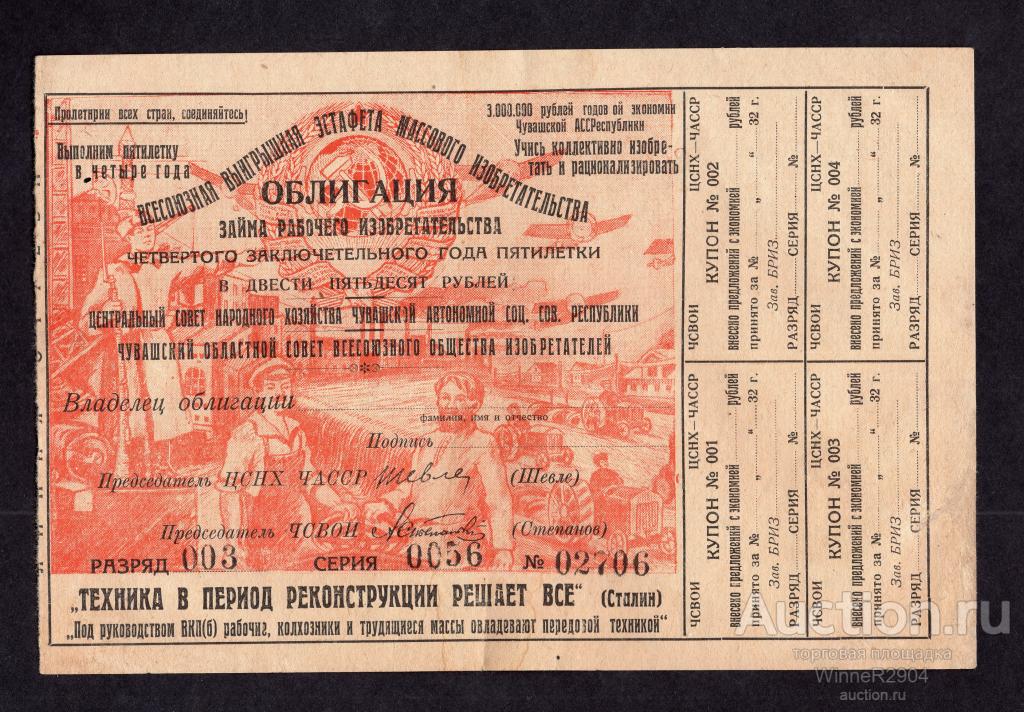 Пролетарии всех стран, соединяйтесь!
Выполним пятилетку
в четыре года
3.000.000 рублей годов ой экономии
Чувашской АССРеспублики
Учись коллективно изобре-
тать и рационализировать
ВСЕСОЮЗНАЯ ВЫИГРЫШНАЯ ЭСТАФЕТА МАССОВОГО ИЗОБРЕТАТЕЛЬСТВА
ОБЛИГАЦИЯ
ЗАЙМА РАБОЧЕГО ИЗОБРЕТАТЕЛЬСТВА
ЧЕТВЕРТОГО ЗАКЛЮЧЕТЕЛЬНОГО ГОДА ПЯТИЛЕТКИ
В ДВЕСТИ ПЯТЬДЕСЯТ РУБЛЕЙ
ЦЕНТРАЛЬНЫЙ СОВЕТ НАРОДНОГО ХОЗЯЙСТВА ЧУВАШСКОЙ АВТОНОМНОЙ СОЦ. СОВ. РЕСПУБЛИКИ
ЧУВАШСКИЙ ОБЛАСТНОЙ СОВЕТ ВСЕСОЮЗНОГО ОБЩЕСТВА ИЗОБРЕТАТЕЛЕЙ
Владелец облигации
фамилия, имя и отчество
Подпись
Председатель ЦСНХ ЧАССР Шевле (Шевле)
Председатель ЧСВОИ А Степанов (Степанов)
РАЗРЯД 003 СЕРИЯ 0056 № 02706
„ТЕХНИКА В ПЕРИОД РЕКОНСТРУКЦИИ РЕШАЕТ ВСЕ“ (Сталин)
„Под руководством ВКП(б) рабочие, колхозники и трудящиеся массы овладевают передовой техникой“
ЧСВОИ ЦСНХ—ЧАССР
КУПОН № 002
внесено предложений с экономией рублей
принято за № „ “ 32 г.
Зав. БРИЗ
РАЗРЯД СЕРИЯ №
ЧСВОИ ЦСНХ—ЧАССР
КУПОН № 004
внесено предложений с экономией рублей
принято за № „ “ 32 г.
Зав. БРИЗ
РАЗРЯД СЕРИЯ №
ЧСВОИ ЦСНХ—ЧАССР
КУПОН № 001
внесено предложений с экономией рублей
принято за № „ “ 32 г.
Зав. БРИЗ
РАЗРЯД СЕРИЯ №
ЧСВОИ ЦСНХ—ЧАССР
КУПОН № 003
внесено предложений с экономией рублей
принято за № „ “ 32 г.
Зав. БРИЗ
РАЗРЯД СЕРИЯ №
Auction.ru
торговая площадка
WinneR2904
auction.ru